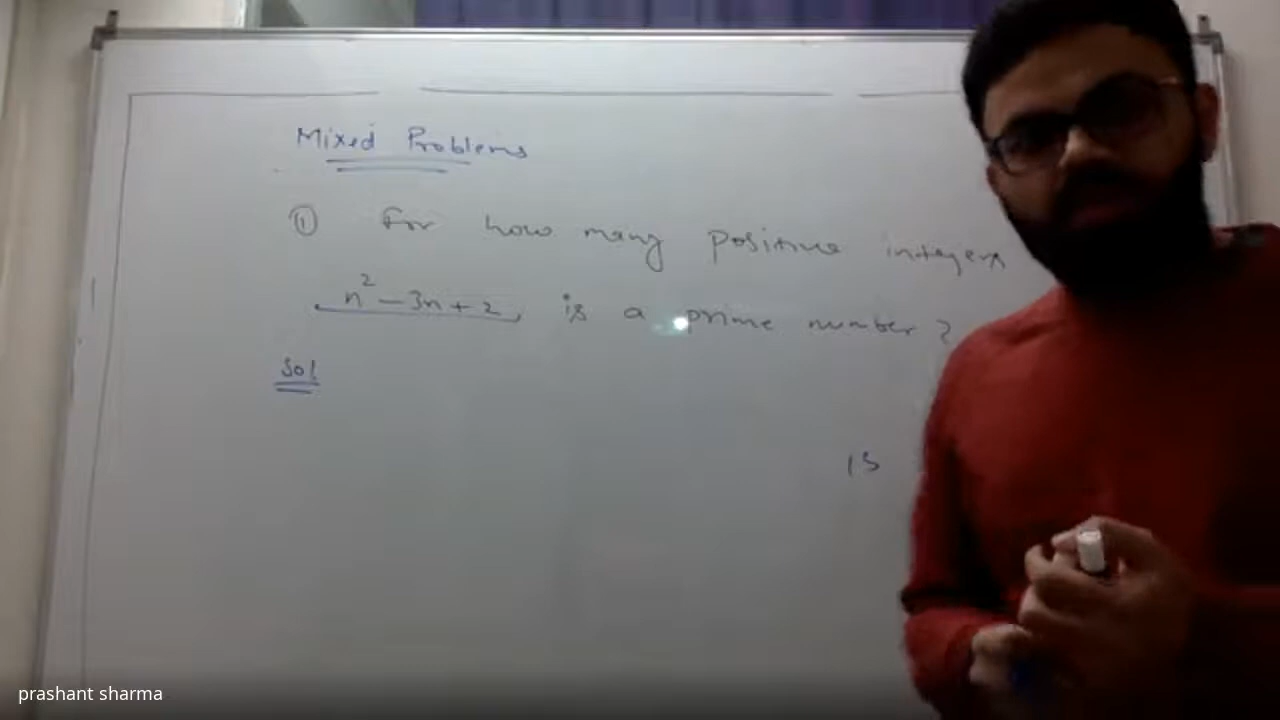 Mixed Problems
① For how many positive integers
n² - 3n + 2, is a prime number?
Sol
15
prashant sharma